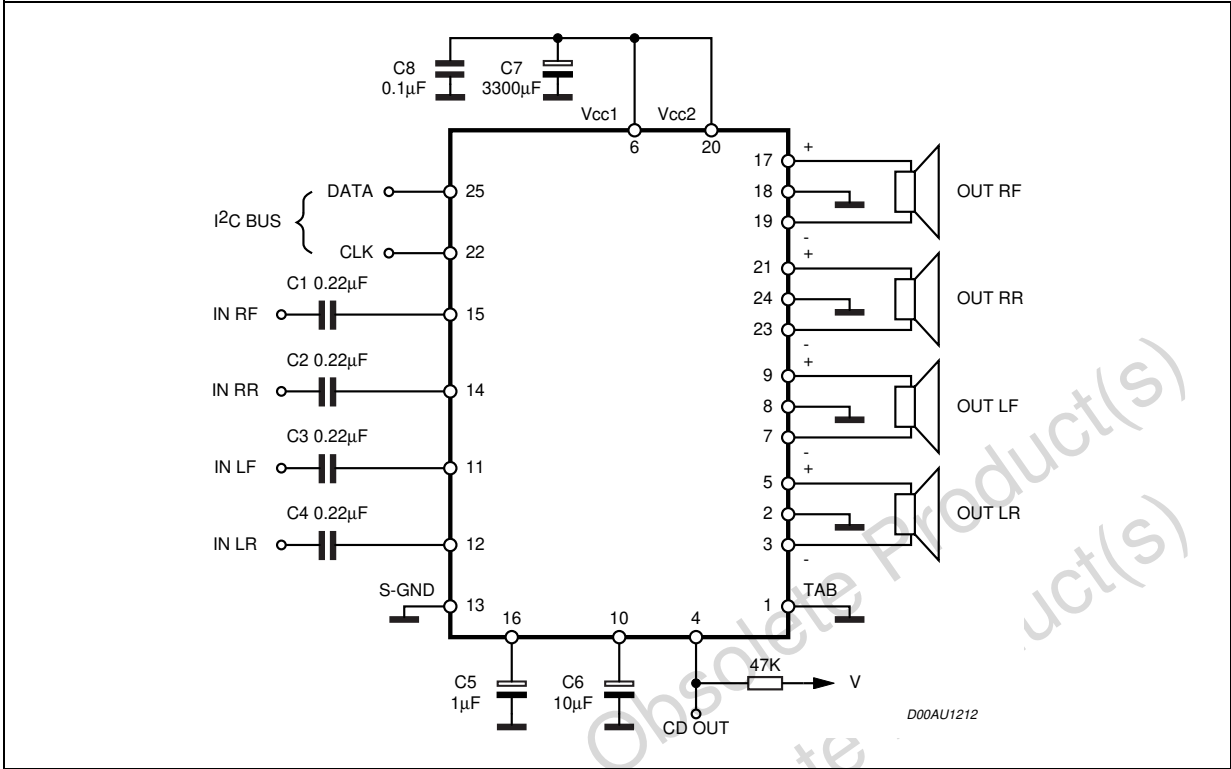 C8
0.1µF
C7
3300µF
Vcc1
Vcc2
6
20
I²C BUS
DATA
25
CLK
22
C1 0.22µF
IN RF
15
C2 0.22µF
IN RR
14
C3 0.22µF
IN LF
11
C4 0.22µF
IN LR
12
S-GND
13
16
10
4
C5
1µF
C6
10µF
CD OUT
47K
V
17
+
18
19
-
OUT RF
21
+
24
23
-
OUT RR
9
+
8
7
-
OUT LF
5
+
2
3
-
OUT LR
1
TAB
D00AU1212
Obsolete Product(s)